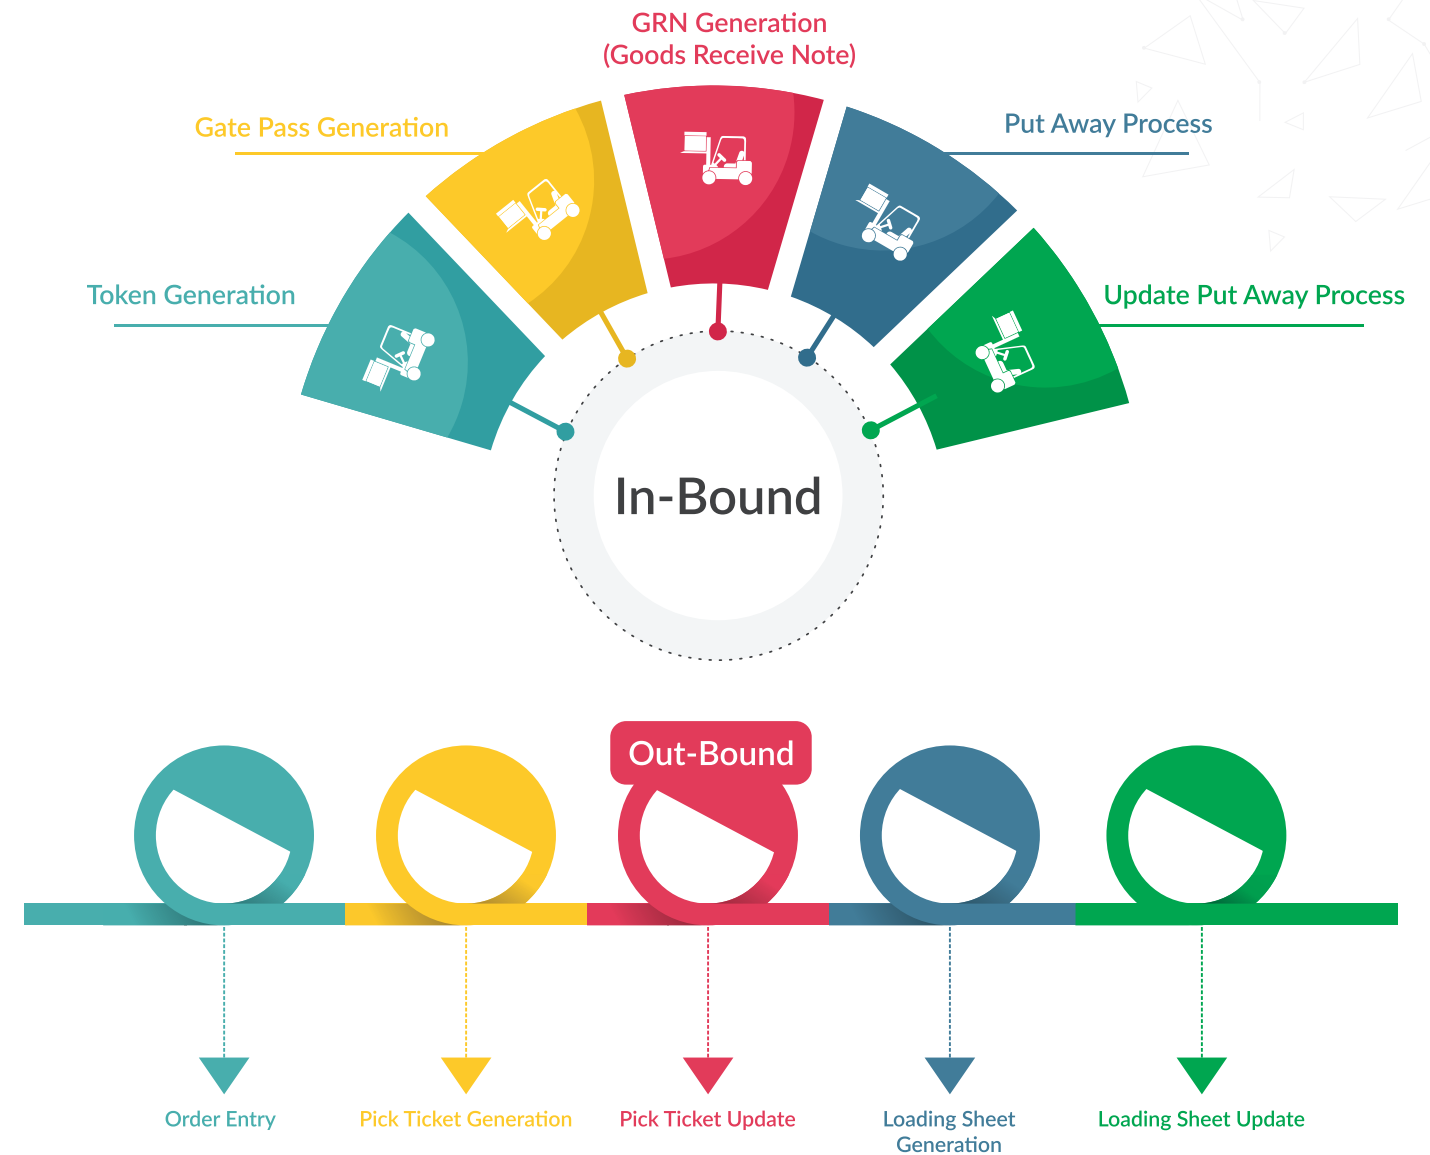 GRN Generation
(Goods Receive Note)
Gate Pass Generation
Put Away Process
Token Generation
Update Put Away Process
In-Bound
Out-Bound
Order Entry
Pick Ticket Generation
Pick Ticket Update
Loading Sheet
Generation
Loading Sheet Update